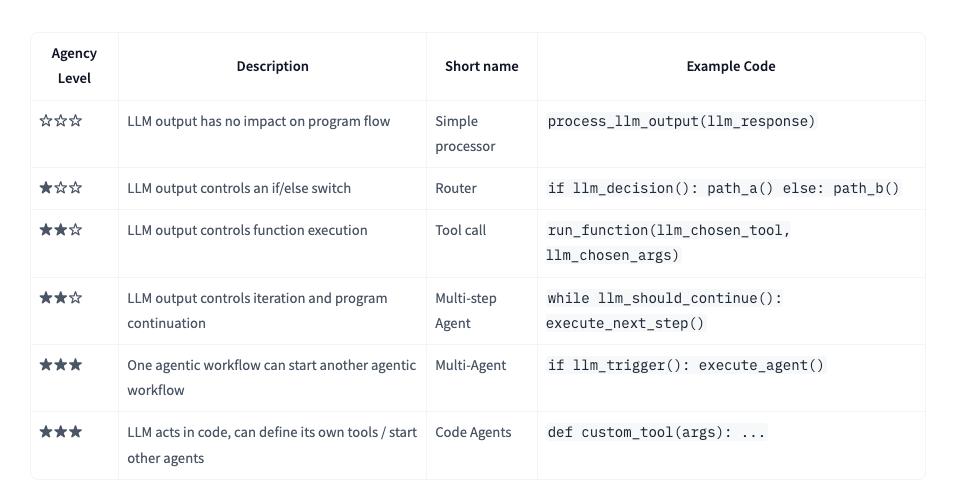 Agency Level
Description
Short name
Example Code
☆☆☆
LLM output has no impact on program flow
Simple processor
process_llm_output(llm_response)
★☆☆
LLM output controls an if/else switch
Router
if llm_decision(): path_a() else: path_b()
★★☆
LLM output controls function execution
Tool call
run_function(llm_chosen_tool,
llm_chosen_args)
★★☆
LLM output controls iteration and program
continuation
Multi-step
Agent
while llm_should_continue():
execute_next_step()
★★★
One agentic workflow can start another agentic
workflow
Multi-Agent
if llm_trigger(): execute_agent()
★★★
LLM acts in code, can define its own tools / start
other agents
Code Agents
def custom_tool(args): ...